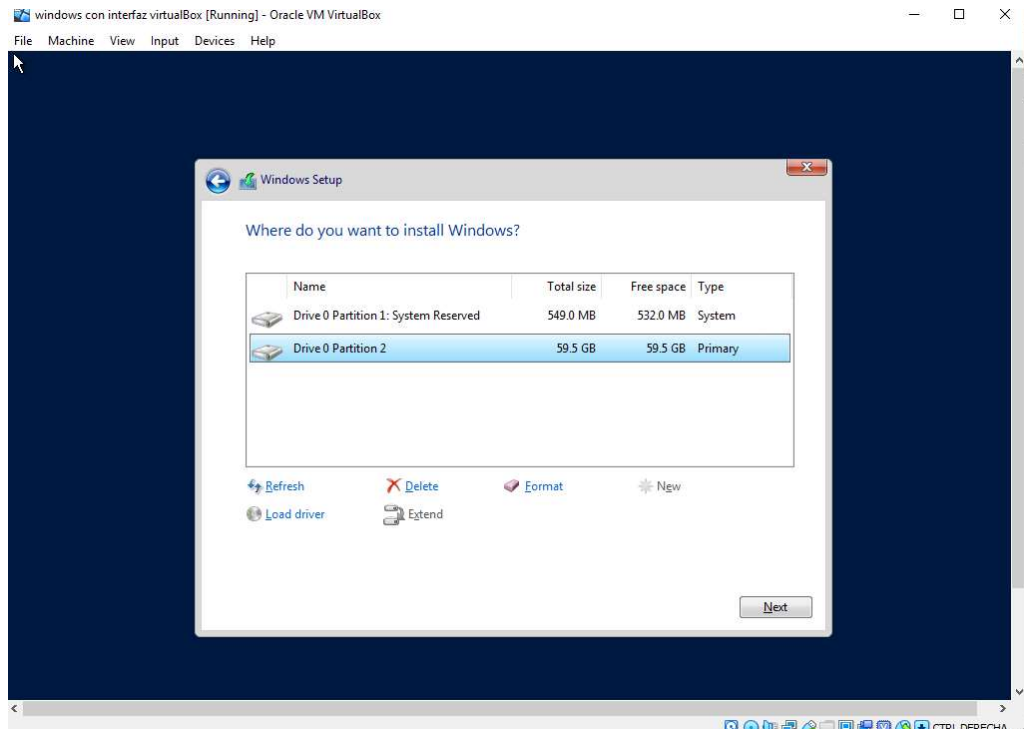 windows con interfaz virtualBox [Running] - Oracle VM VirtualBox
File Machine View Input Devices Help
Windows Setup
Where do you want to install Windows?
Name Total size Free space Type
Drive 0 Partition 1: System Reserved 549.0 MB 532.0 MB System
Drive 0 Partition 2 59.5 GB 59.5 GB Primary
Refresh Delete Format New
Load driver Extend
Next
CTRL DERECHA